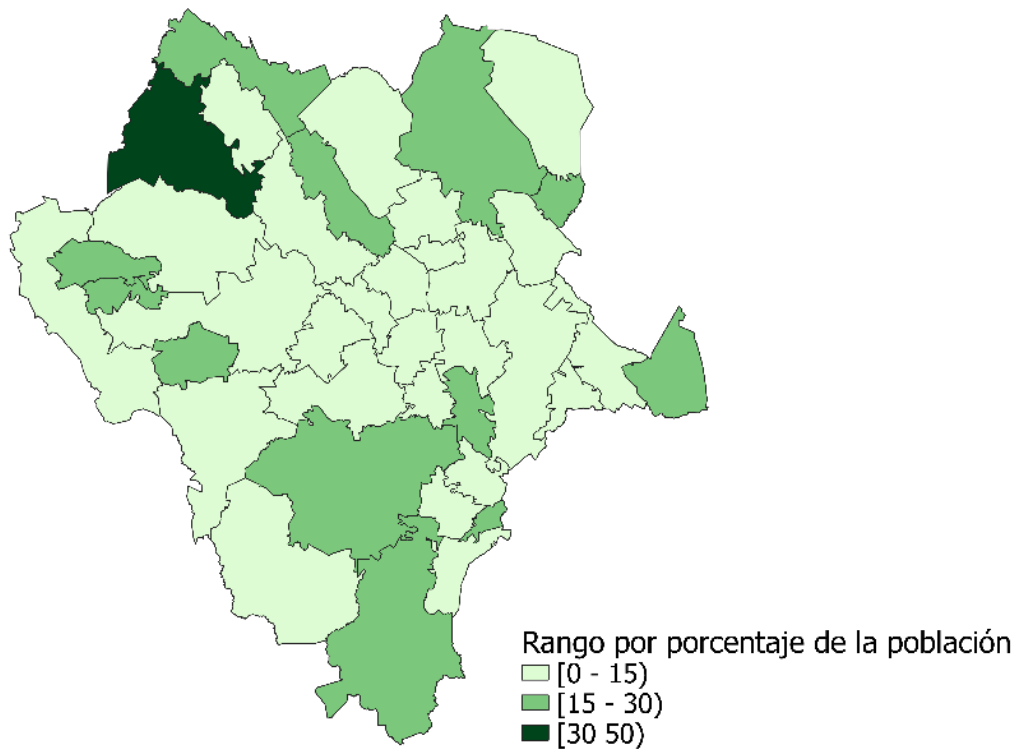 Rango por porcentaje de la población
[0 - 15)
[15 - 30)
[30 50)